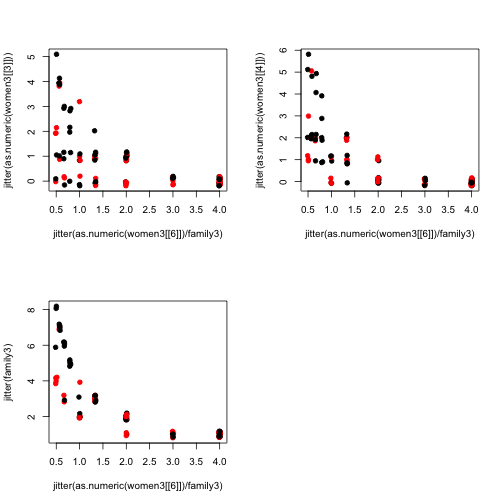 jitter(as.numeric(women3[[3]]))
5
4
3
2
1
0
0.5 1.0 1.5 2.0 2.5 3.0 3.5 4.0
jitter(as.numeric(women3[[6]])/family3)
jitter(as.numeric(women3[[4]]))
6
5
4
3
2
1
0
0.5 1.0 1.5 2.0 2.5 3.0 3.5 4.0
jitter(as.numeric(women3[[6]])/family3)
jitter(family3)
8
6
4
2
0.5 1.0 1.5 2.0 2.5 3.0 3.5 4.0
jitter(as.numeric(women3[[6]])/family3)